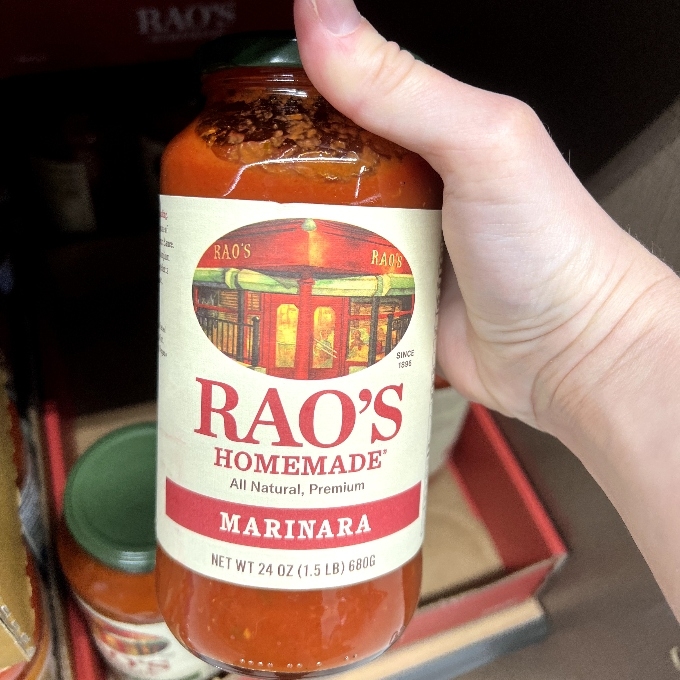 RAO'S
RAO'S
RAO'S
SINCE
1896
RAO'S
HOMEMADE®
All Natural, Premium
MARINARA
NET WT 24 OZ (1.5 LB) 680G
RAO'S